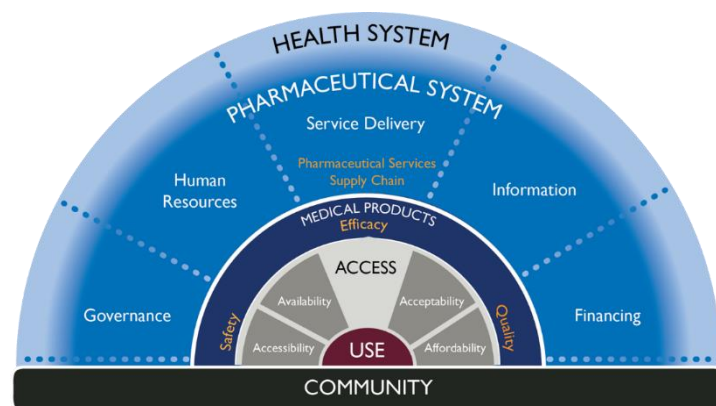 HEALTH SYSTEM
PHARMACEUTICAL SYSTEM
Service Delivery
Pharmaceutical Services
Supply Chain
Human
Resources
Information
Governance
Financing
MEDICAL PRODUCTS
Efficacy
Safety
Quality
ACCESS
Availability
Acceptability
Accessibility
Affordability
USE
COMMUNITY